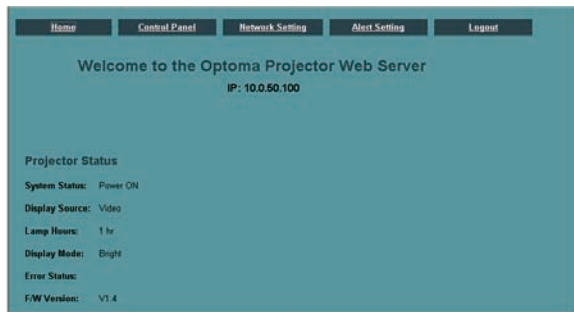 Home Control Panel Network Setting Alert Setting Logout
Welcome to the Optoma Projector Web Server
IP: 10.0.50.100
Projector Status
System Status: Power ON
Display Source: Video
Lamp Hours: 1 hr
Display Mode: Bright
Error Status:
F/W Version: V1.4